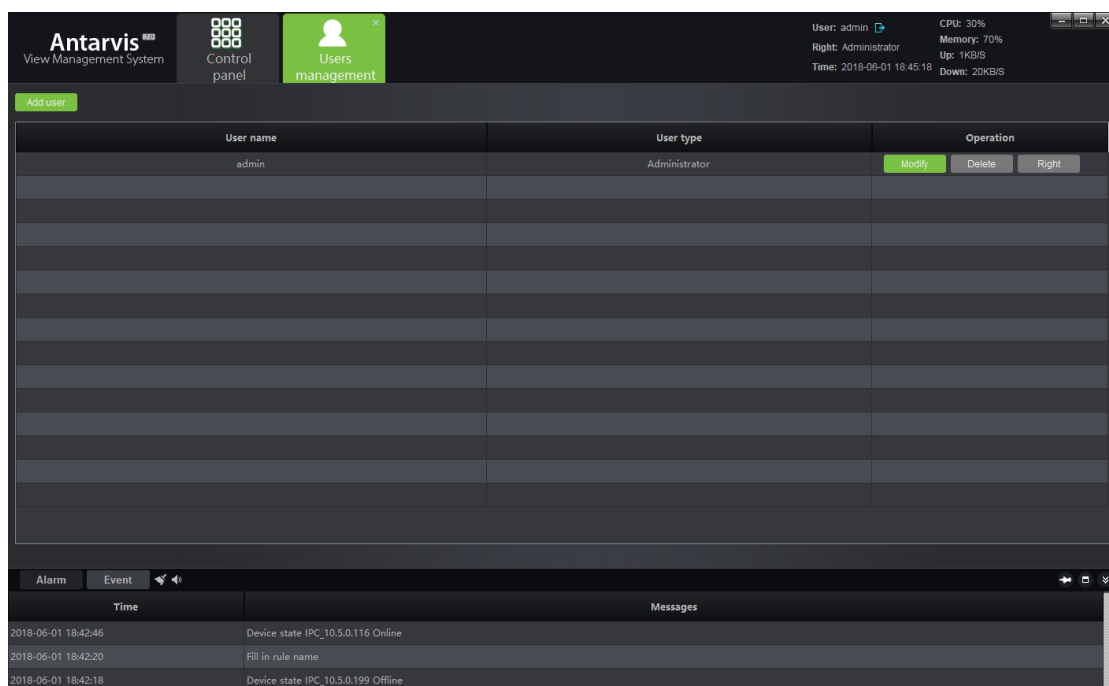 Antarvis 2.0
View Management System
Control
panel
Users
management
User: admin
Right: Administrator
Time: 2018-06-01 18:45:18
CPU: 30%
Memory: 70%
Up: 1KB/S
Down: 20KB/S
Add user
User name User type Operation
admin Administrator Modify Delete Right
Alarm Event
Time Messages
2018-06-01 18:42:46 Device state IPC_10.5.0.116 Online
2018-06-01 18:42:20 Fill in rule name
2018-06-01 18:42:18 Device state IPC_10.5.0.199 Offline